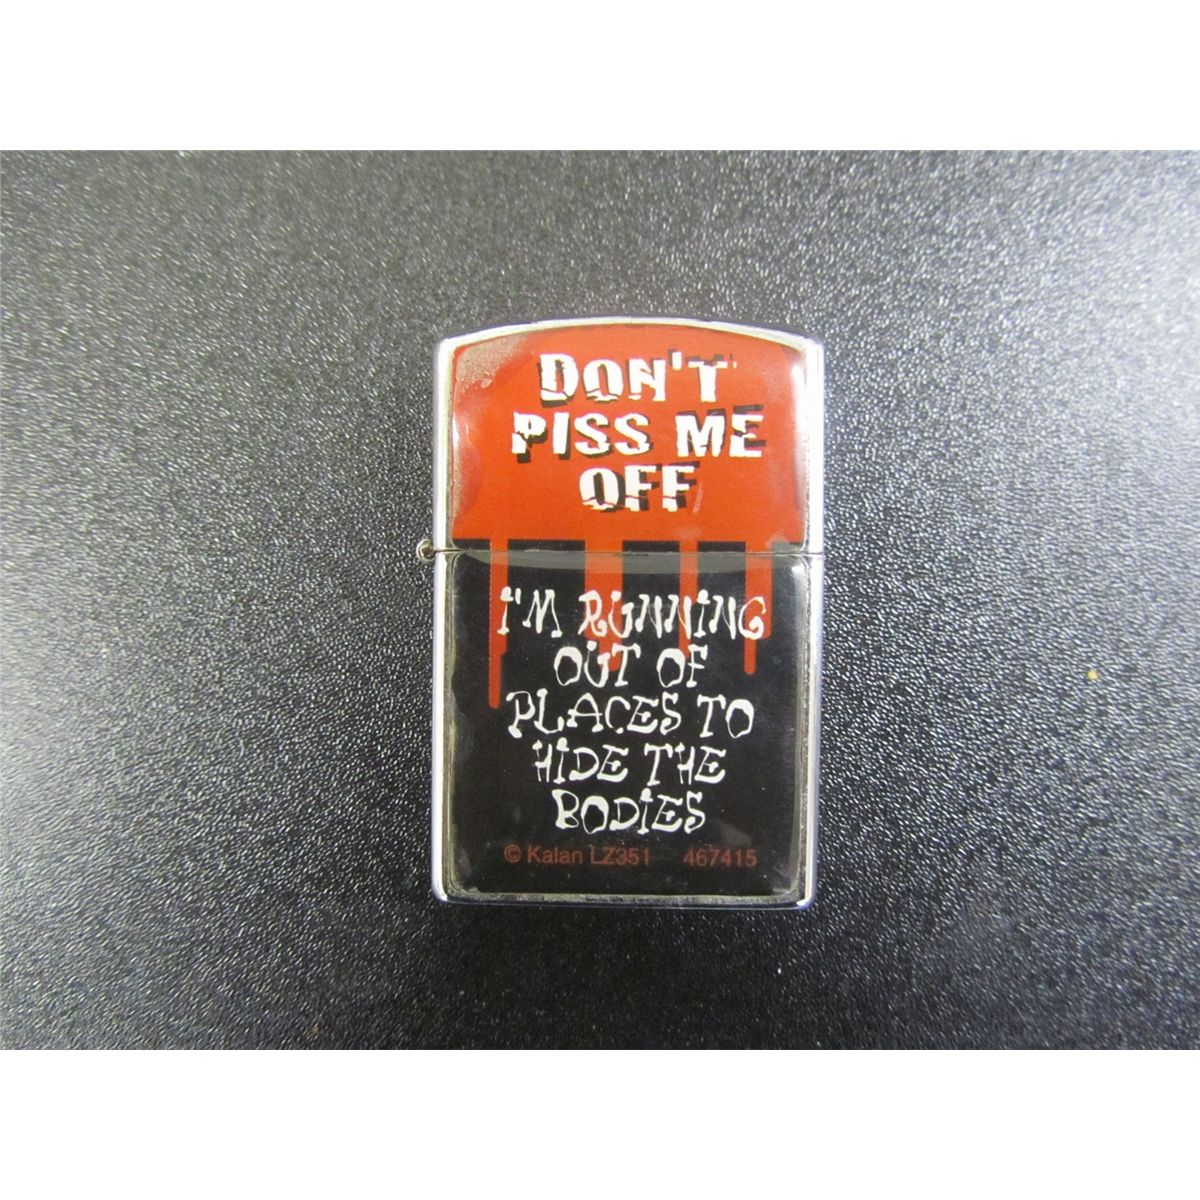 DON'T
PISS ME
OFF
I'M RUNNING
OUT OF
PLACES TO
HIDE THE
BODIES
© Kalan LZ351 467415